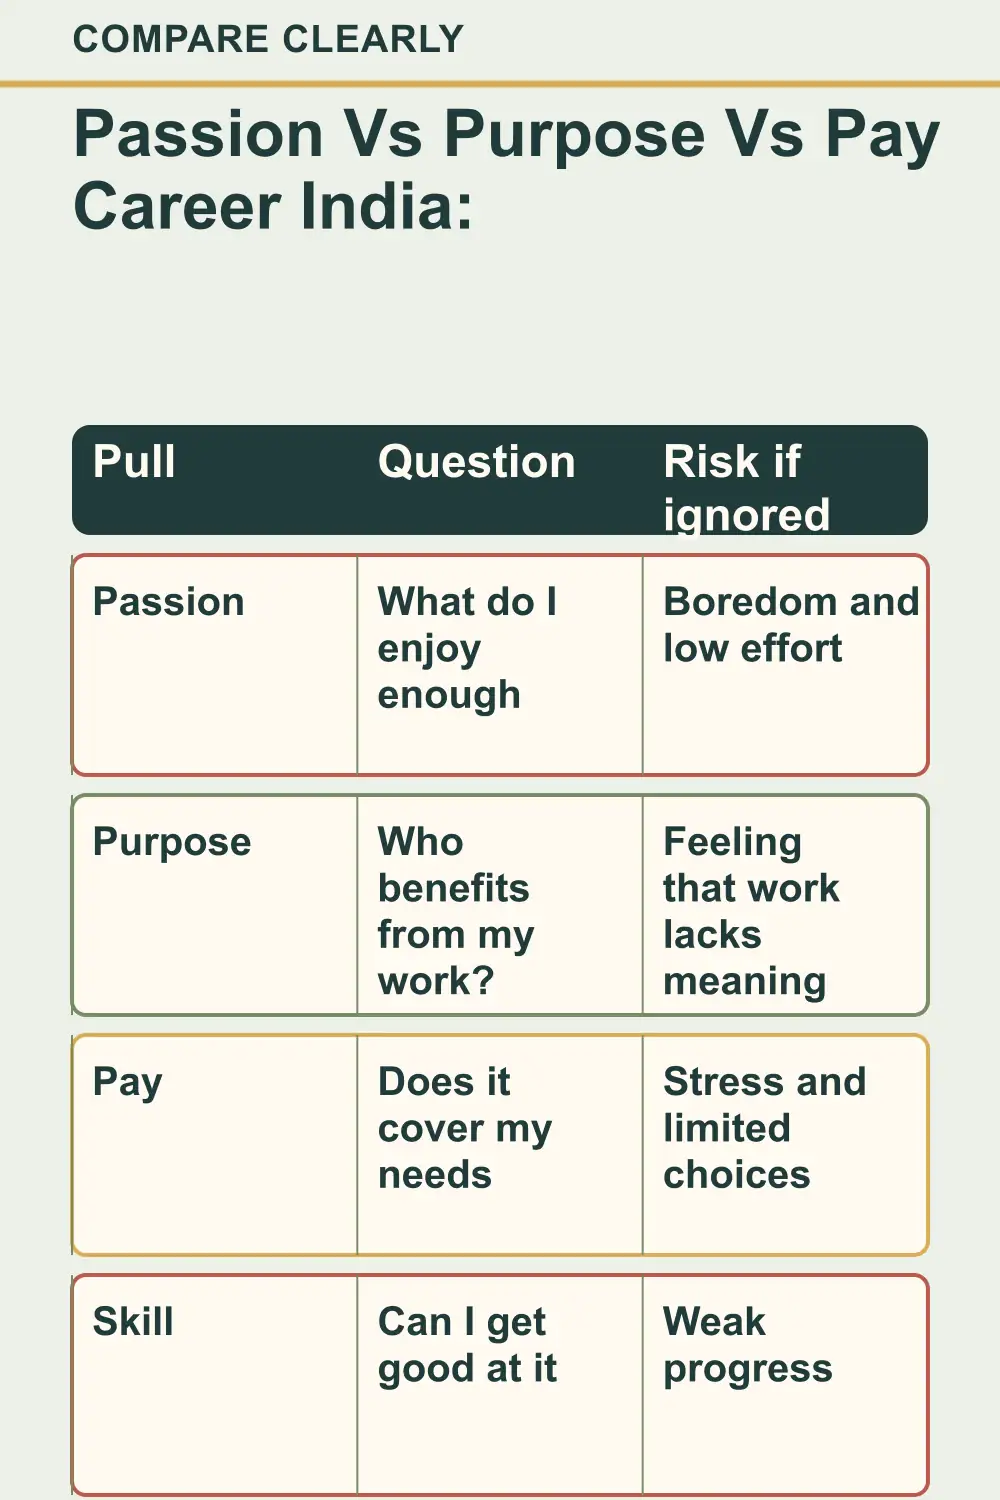 COMPARE CLEARLY
Passion Vs Purpose Vs Pay
Career India:
Pull
Question
Risk if
ignored
Passion
What do I
enjoy
enough
Boredom and
low effort
Purpose
Who
benefits
from my
work?
Feeling
that work
lacks
meaning
Pay
Does it
cover my
needs
Stress and
limited
choices
Skill
Can I get
good at it
Weak
progress